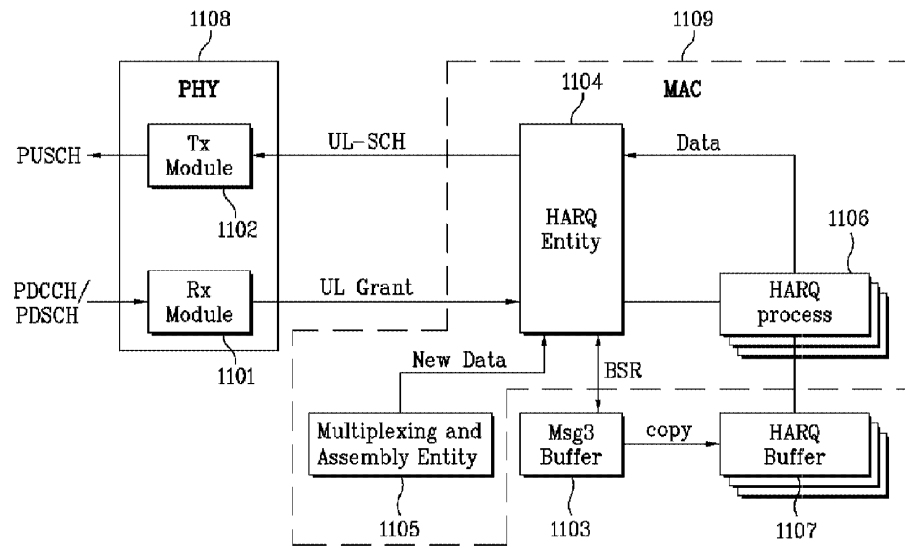 1108
1109
PHY
1104
MAC
Tx
Module
PUSCH
UL-SCH
Data
1102
HARQ
Entity
1106
PDCCH/
PDSCH
Rx
Module
UL Grant
HARQ
process
1101
New Data
BSR
Multiplexing and
Assembly Entity
Msg3
Buffer
copy
HARQ
Buffer
1105
1103
1107